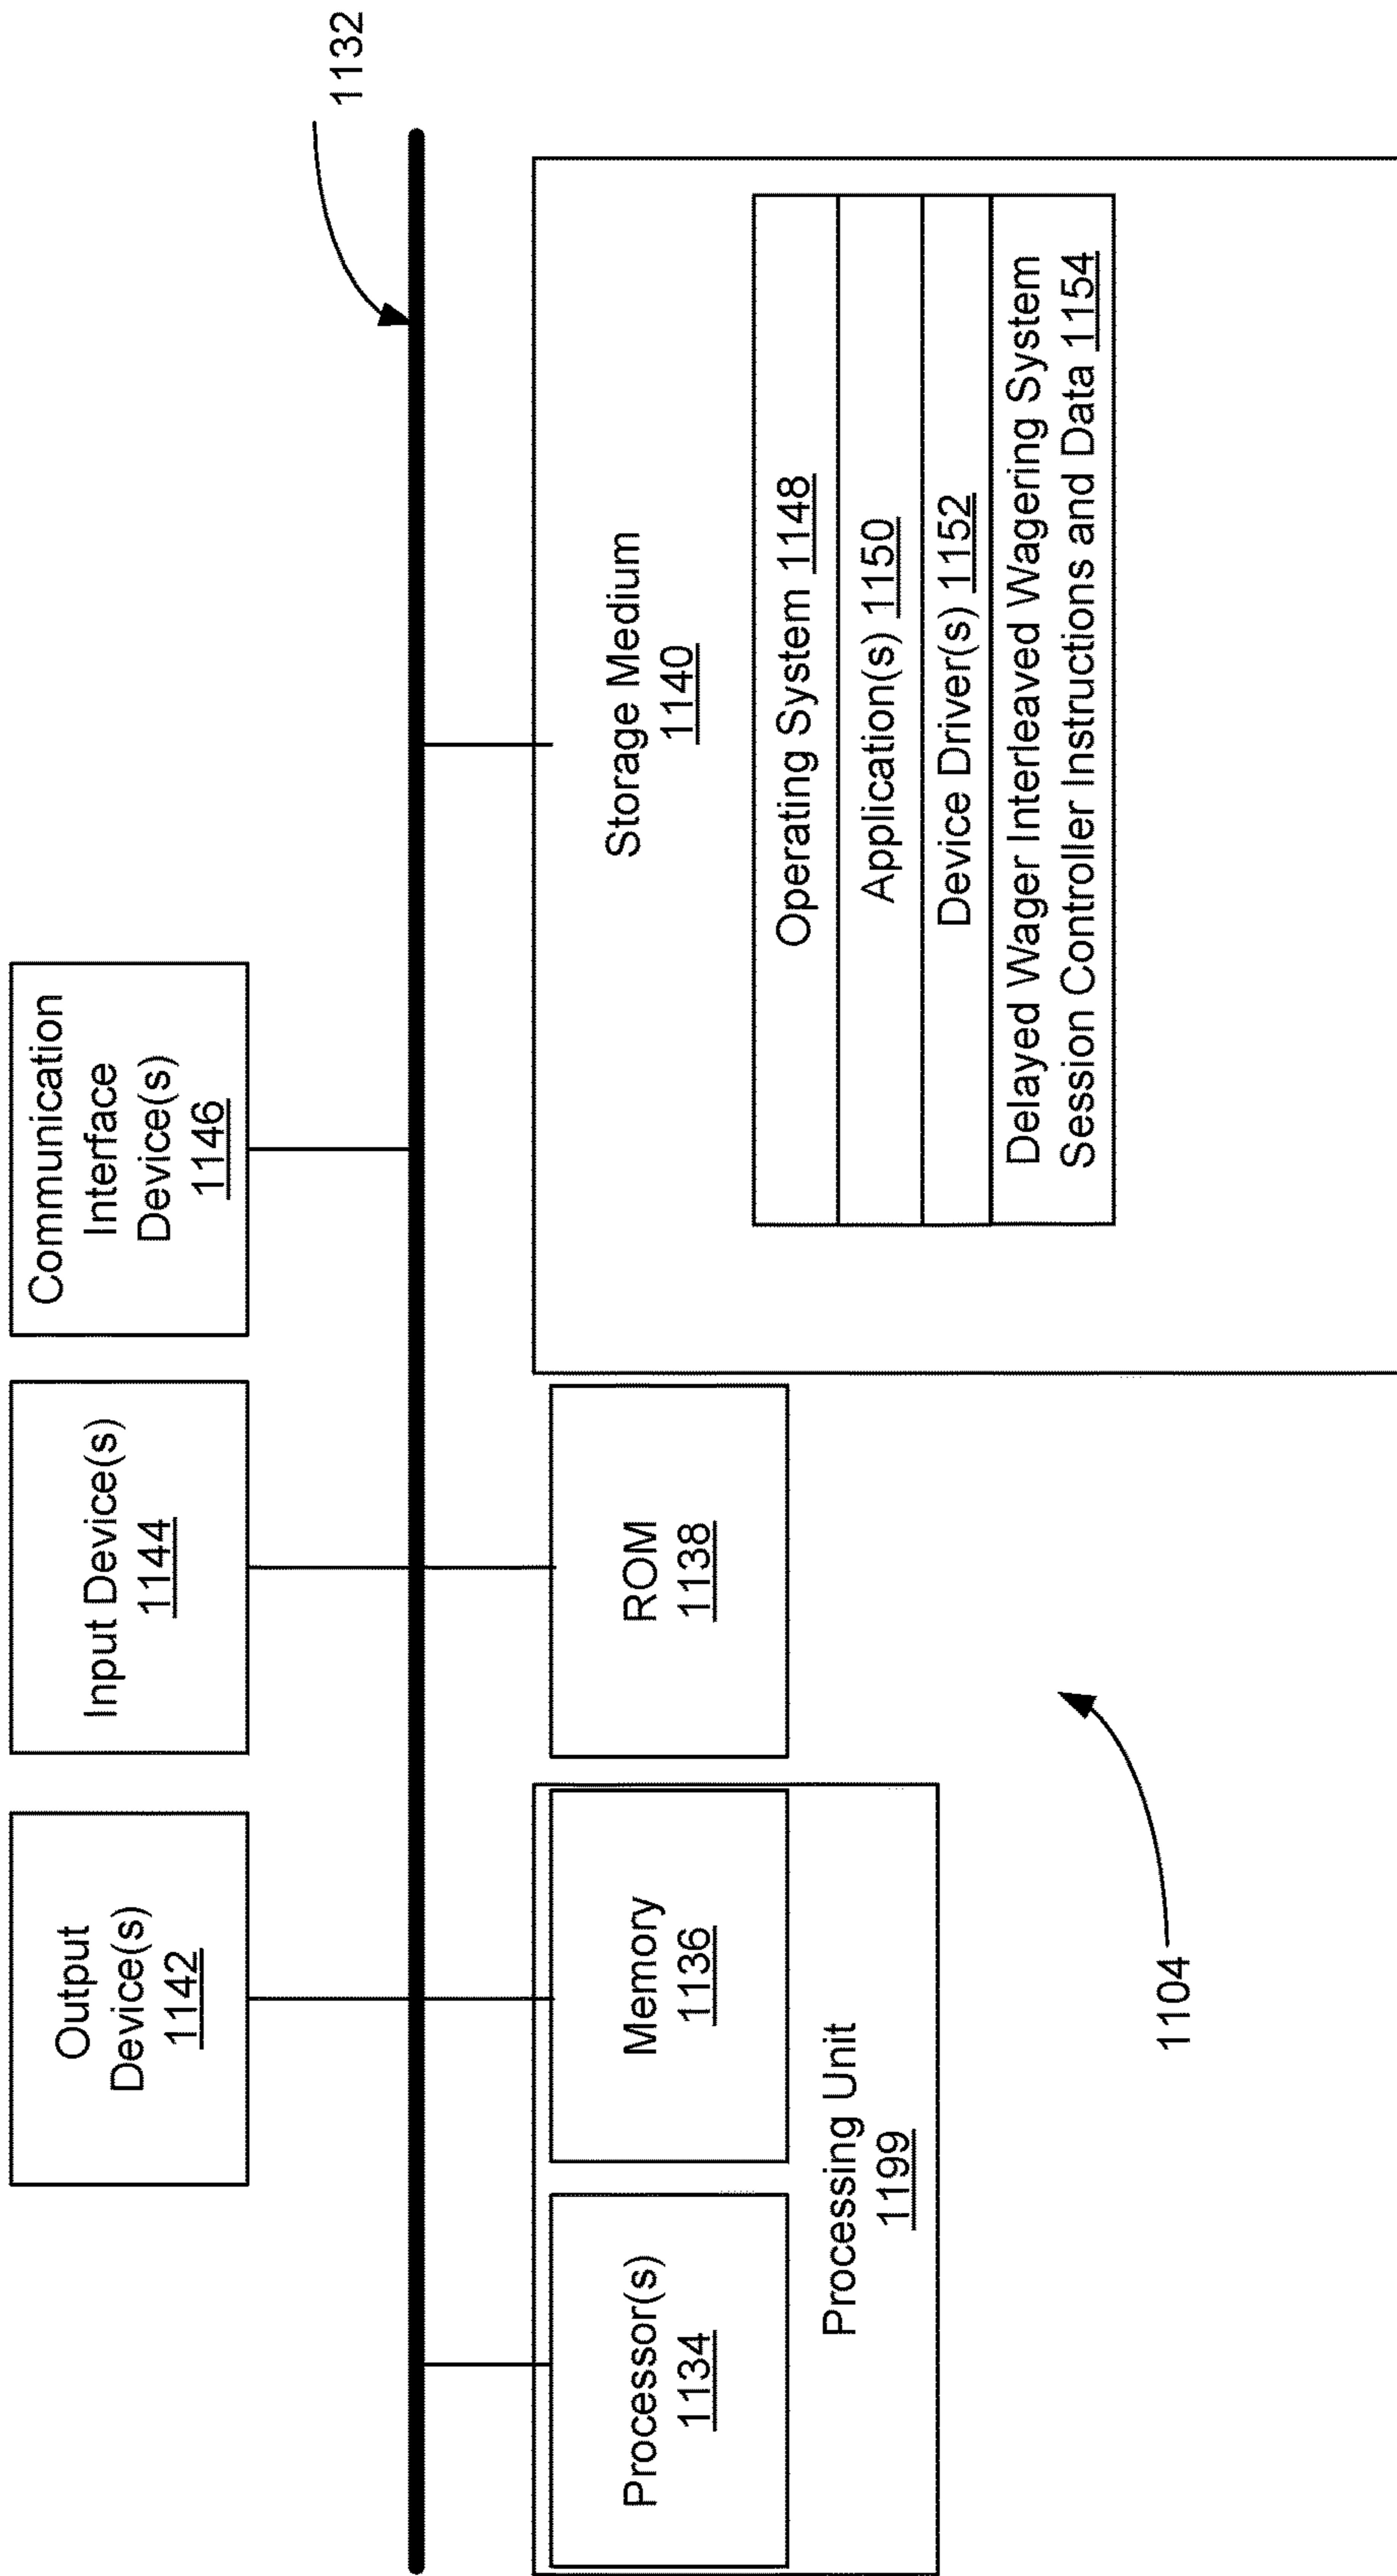 1132
Output
Device(s)
1142
Input Device(s)
1144
Communication
Interface
Device(s)
1146
Processor(s)
1134
Memory
1136
Processing Unit
1199
ROM
1138
Storage Medium
1140
Operating System 1148
Application(s) 1150
Device Driver(s) 1152
Delayed Wager Interleaved Wagering System
Session Controller Instructions and Data 1154
1104